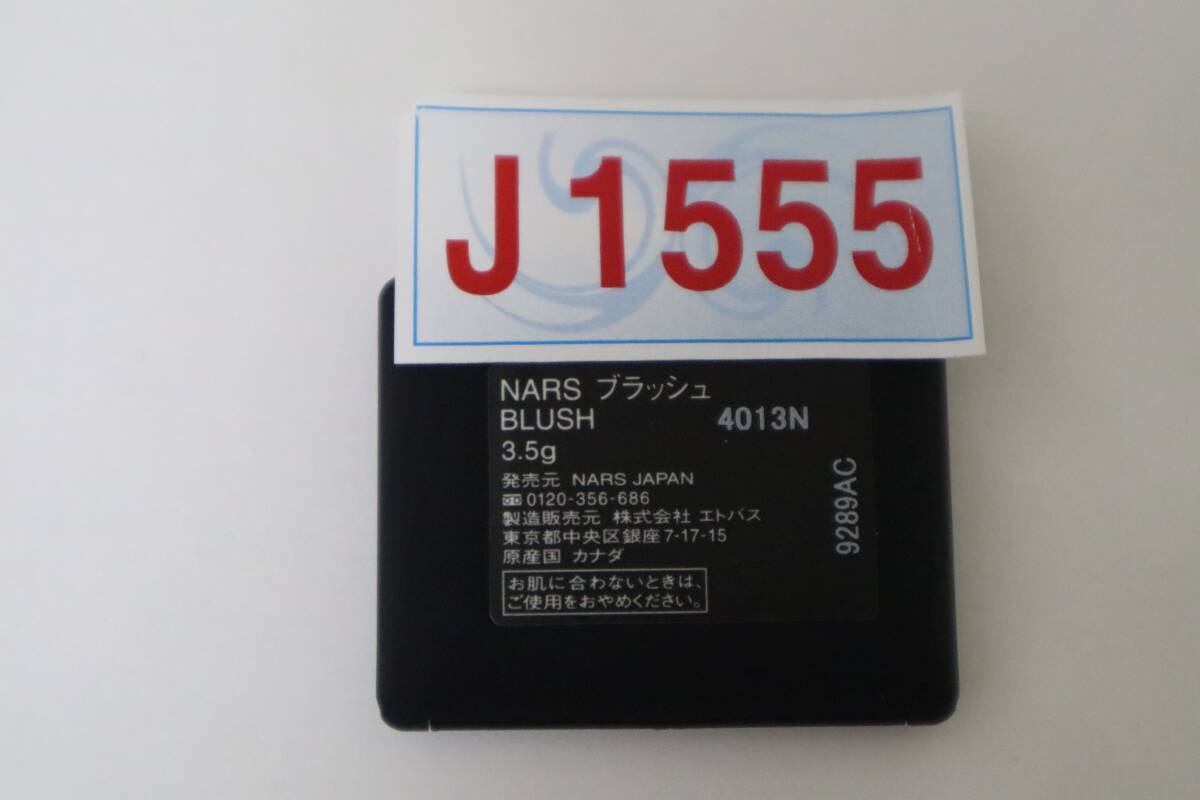 J1555
NARS ブラッシュ
BLUSH 4013N
3.5g
発売元 NARS JAPAN
0120-356-686
製造販売元 株式会社 エトバス
東京都中央区銀座7-17-15
原産国 カナダ
お肌に合わないときは、
ご使用をおやめください。
9289AC